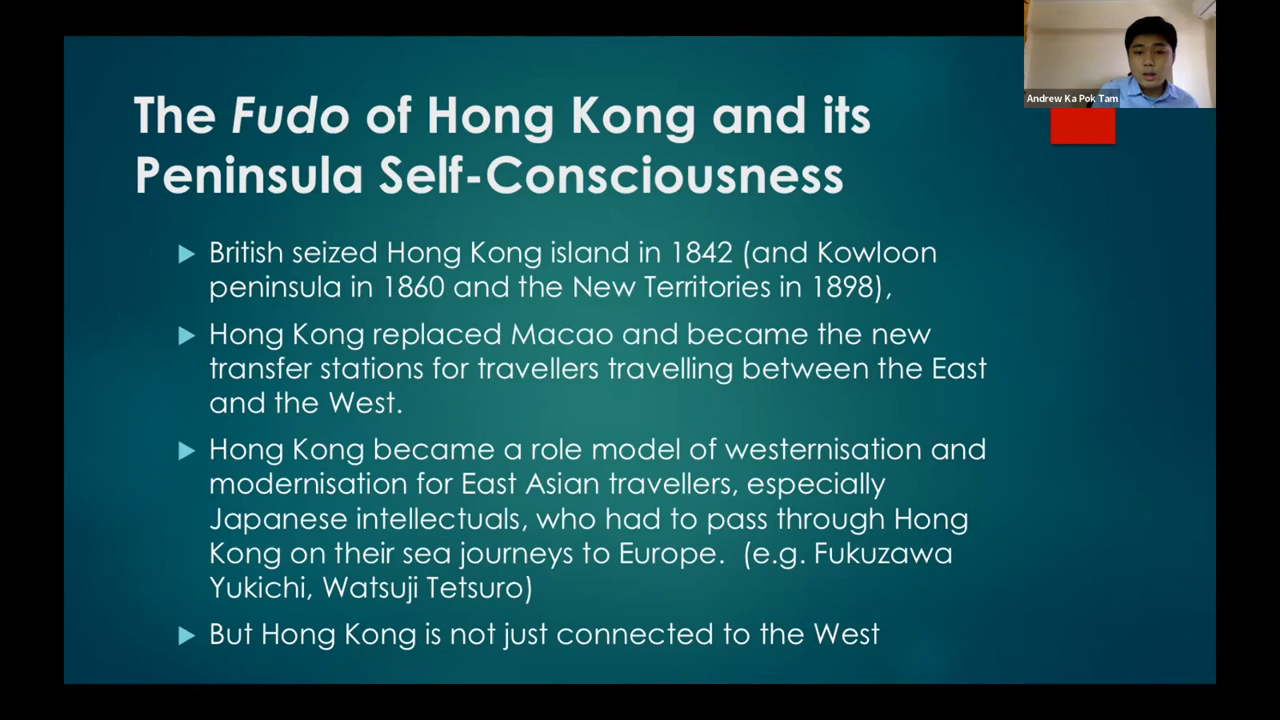 The Fudo of Hong Kong and its
Peninsula Self-Consciousness
British seized Hong Kong island in 1842 (and Kowloon
peninsula in 1860 and the New Territories in 1898),
Hong Kong replaced Macao and became the new
transfer stations for travellers travelling between the East
and the West.
Hong Kong became a role model of westernisation and
modernisation for East Asian travellers, especially
Japanese intellectuals, who had to pass through Hong
Kong on their sea journeys to Europe.  (e.g. Fukuzawa
Yukichi, Watsuji Tetsuro)
But Hong Kong is not just connected to the West
Andrew Ka Pok Tam